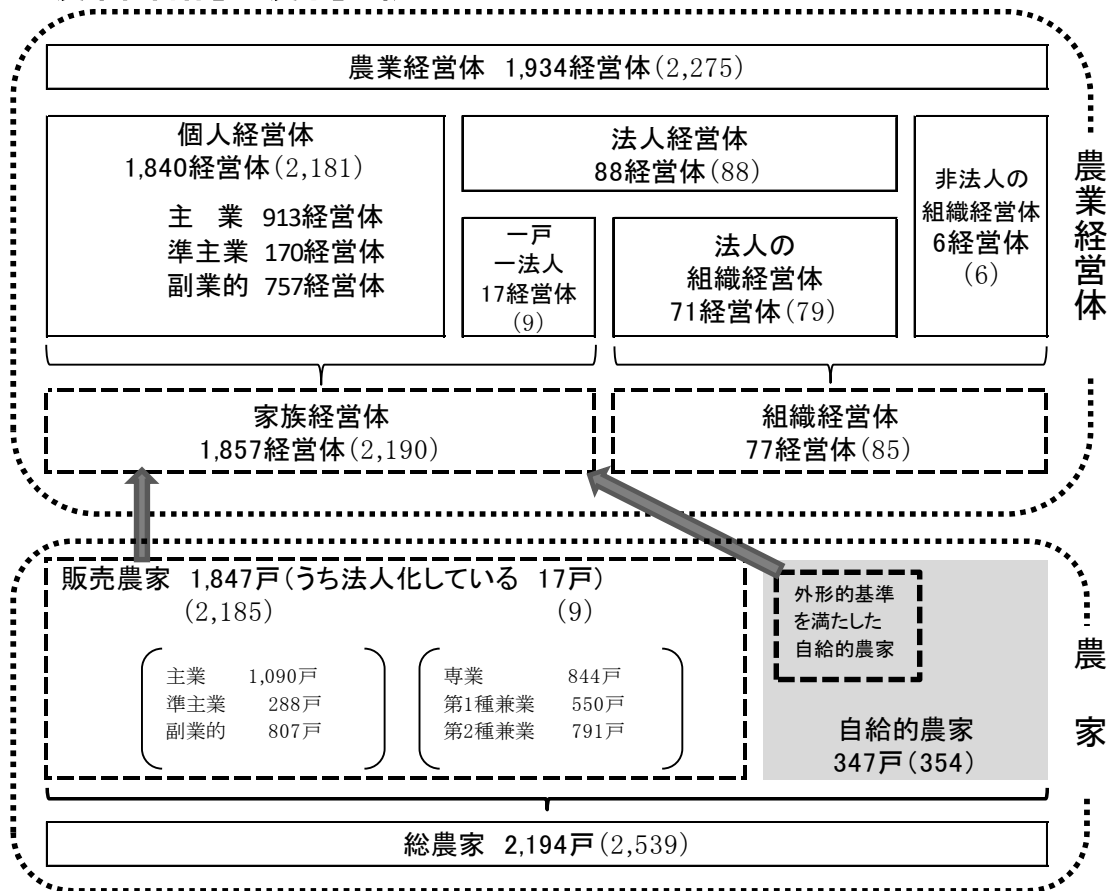 農業経営体 1,934経営体(2,275)
個人経営体
1,840経営体(2,181)
主 業 913経営体
準主業 170経営体
副業的 757経営体
法人経営体
88経営体(88)
一戸
一法人
17経営体
(9)
法人の
組織経営体
71経営体(79)
非法人の
組織経営体
6経営体
(6)
農業経営体
家族経営体
1,857経営体(2,190)
組織経営体
77経営体(85)
販売農家 1,847戸(うち法人化している 17戸)
(2,185) (9)
主業 1,090戸
準主業 288戸
副業的 807戸
専業 844戸
第1種兼業 550戸
第2種兼業 791戸
外形的基準
を満たした
自給的農家
自給的農家
347戸(354)
農 家
総農家 2,194戸(2,539)